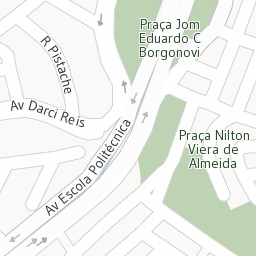 Praça Jom
Eduardo C
Borgonovi
R Pistache
Av Darci Reis
Praça Nilton
Viera de
Almeida
Av Escola Politécnica